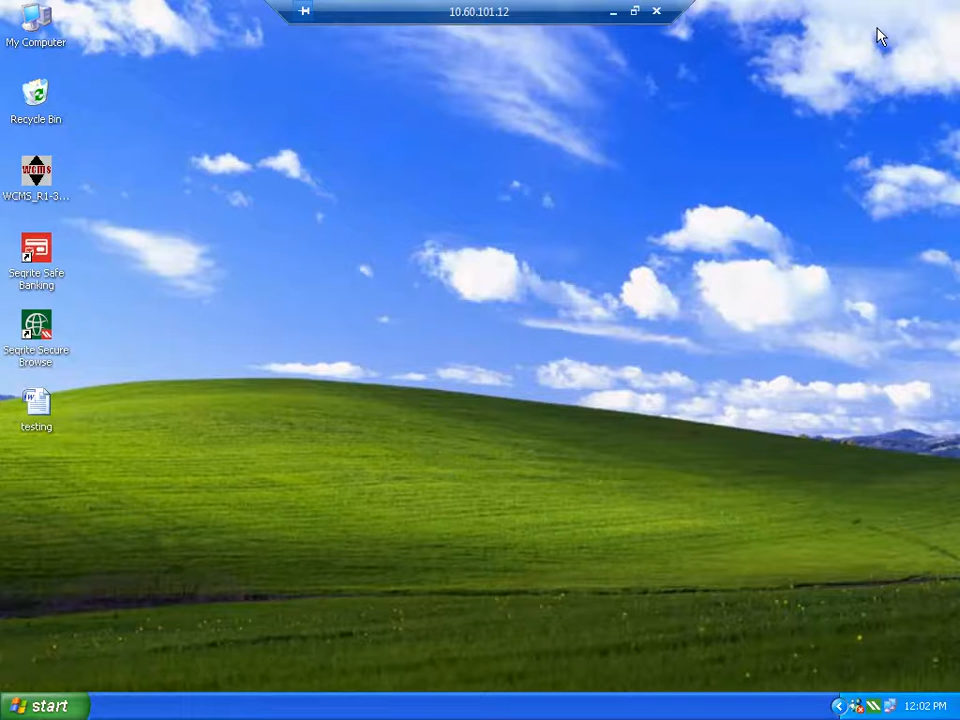 10.60.101.12
My Computer
Recycle Bin
WCMS
WCMS_R1-3...
Seqrite Safe
Banking
Seqrite Secure
Browse
testing
start
12:02 PM